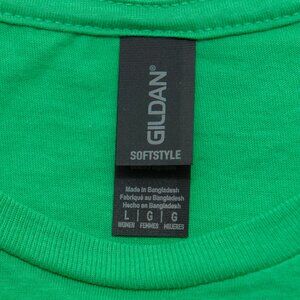 GILDAN
SOFTSTYLE
Made in Bangladesh
Fabriqué au Bangladesh
Hecho en Bangladesh
L G G
WOMEN FEMMES MUJERES